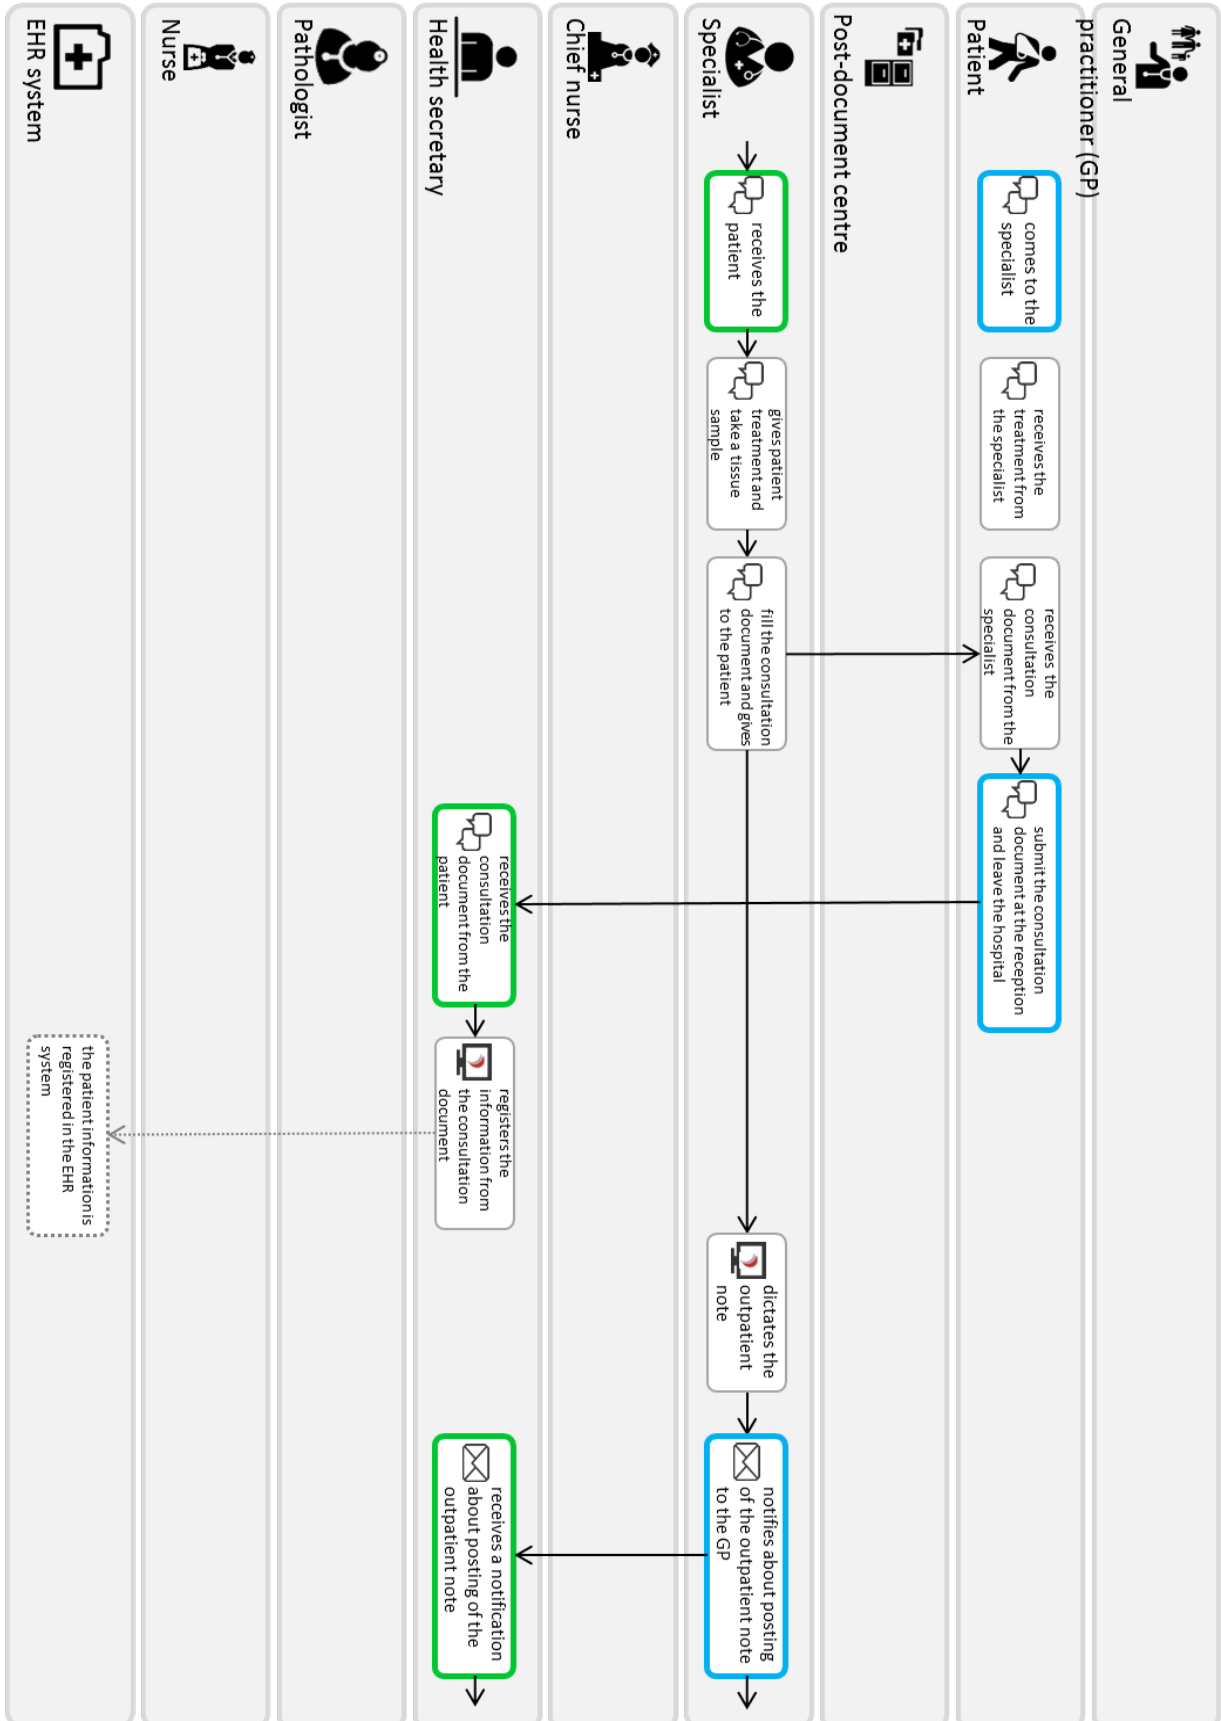 General
practitioner (GP)
Patient
comes to the
specialist
receives the
treatment from
the specialist
receives the
consultation
document from the
specialist
submit the consultation
document at the reception
and leave the hospital
Post-document centre
Specialist
receives the
patient
gives patient
treatment and
take a tissue
sample
fill the consultation
document and gives
to the patient
dictates the
outpatient
note
notifies about posting
of the outpatient note
to the GP
Chief nurse
Health secretary
receives the
consultation
document from the
patient
registers the
information from
the consultation
document
receives a notification
about posting of the
outpatient note
Pathologist
Nurse
EHR system
the patient information is
registered in the EHR
system